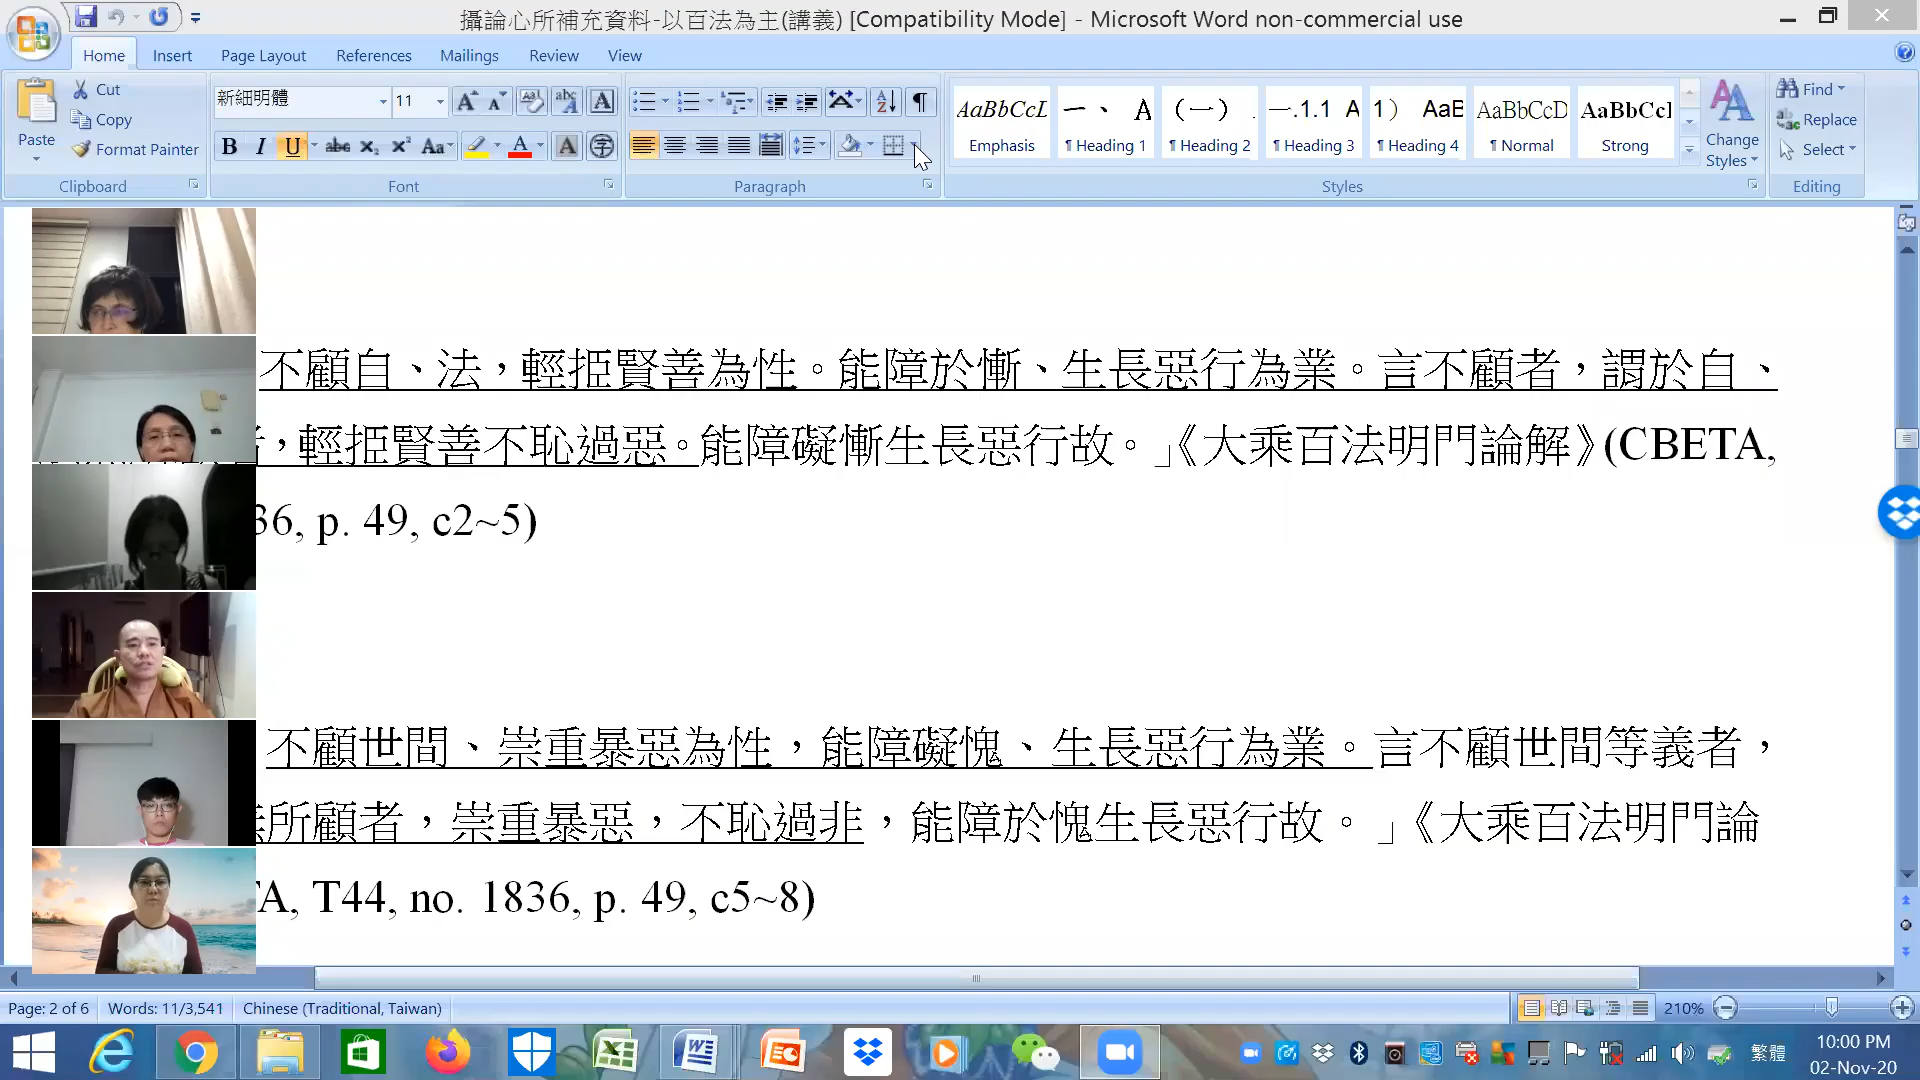 攝論心所補充資料-以百法為主(講義) [Compatibility Mode] - Microsoft Word non-commercial use
Home Insert Page Layout References Mailings Review View
Paste Cut Copy Format Painter
新細明體 11
AaBbCcI 一、 A (一) 一.1.1 A 1) AaB AaBbCcD AaBbCcI
Emphasis ¶ Heading 1 ¶ Heading 2 ¶ Heading 3 ¶ Heading 4 ¶ Normal Strong
Change Styles
Find Replace Select
Clipboard Font Paragraph Styles Editing
不顧自、法，輕拒賢善為性。能障於慚、生長惡行為業。言不顧者，謂於自、
，輕拒賢善不恥過惡。能障礙慚生長惡行故。」《大乘百法明門論解》(CBETA,
36, p. 49, c2~5)
不顧世間、崇重暴惡為性，能障礙愧、生長惡行為業。言不顧世間等義者，
所顧者，崇重暴惡，不恥過非，能障於愧生長惡行故。」《大乘百法明門論
A, T44, no. 1836, p. 49, c5~8)
Page: 2 of 6 Words: 11/3,541 Chinese (Traditional, Taiwan) 210%
繁體 10:00 PM
02-Nov-20